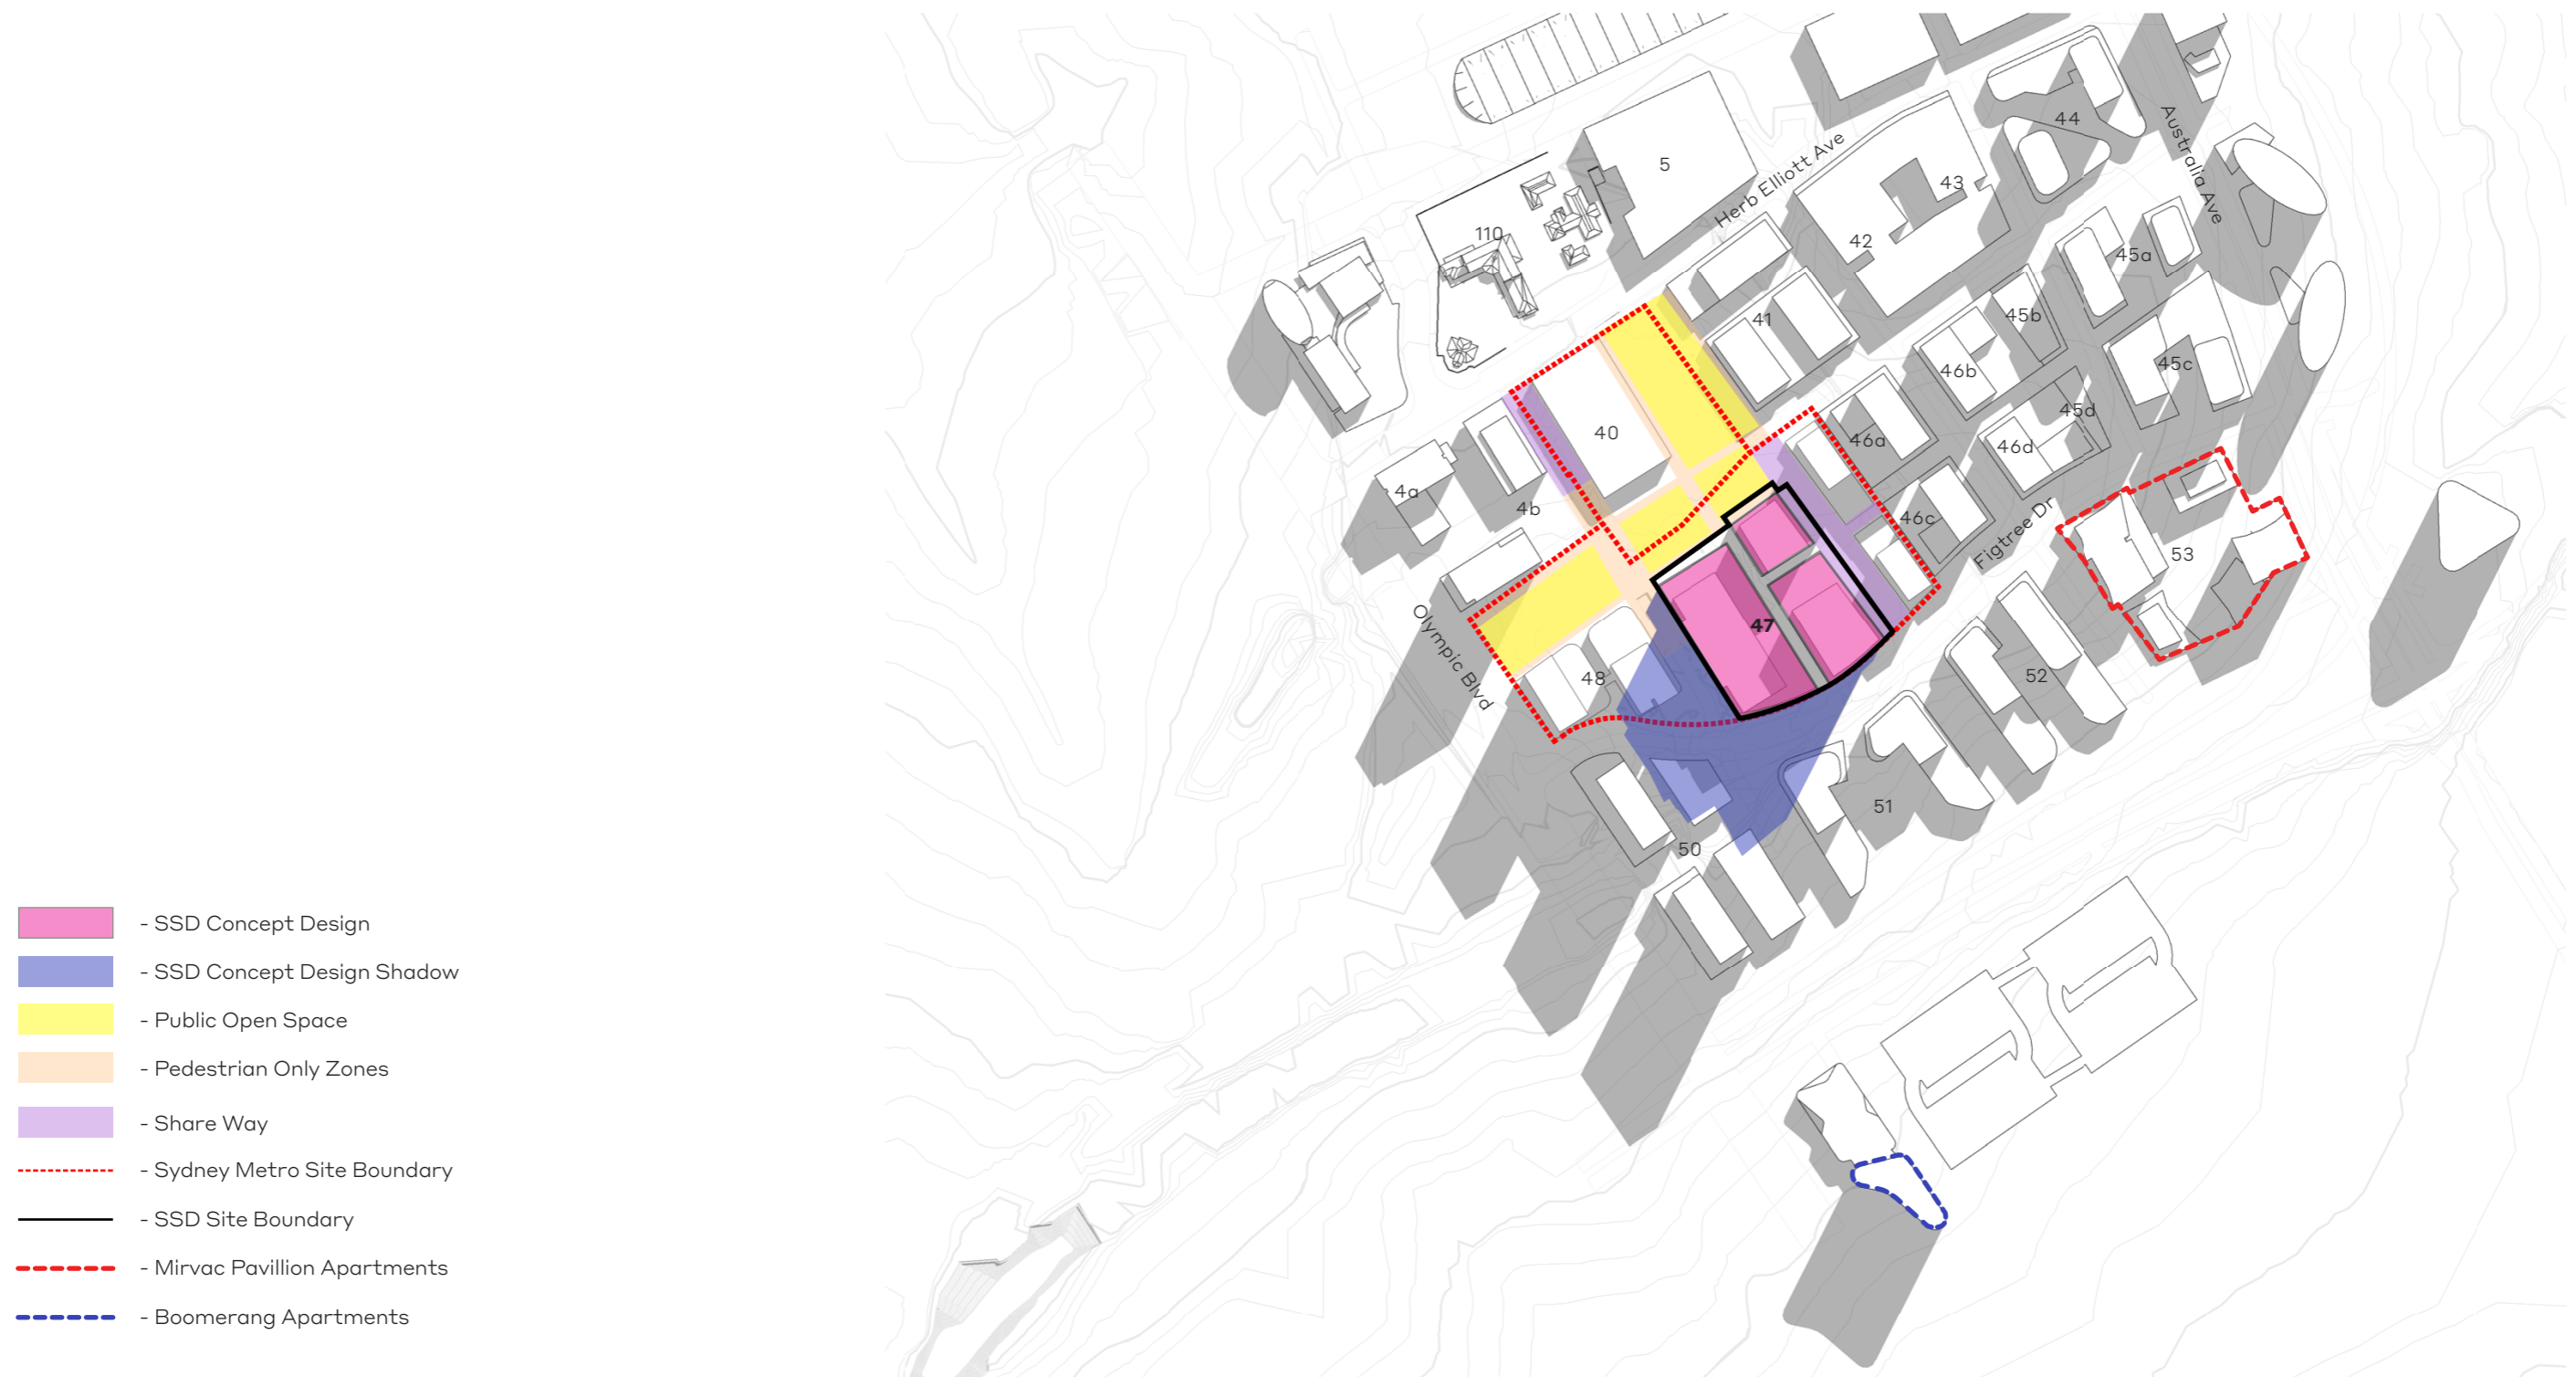 5
Herb Elliott Ave
44
Australia Ave
43
42
110
45a
41
45b
46b
45c
40
45d
46a
46d
4a
4b
46c
Figtree Dr
53
Olympic Blvd
47
48
52
51
50
- SSD Concept Design
- SSD Concept Design Shadow
- Public Open Space
- Pedestrian Only Zones
- Share Way
- Sydney Metro Site Boundary
- SSD Site Boundary
- Mirvac Pavillion Apartments
- Boomerang Apartments